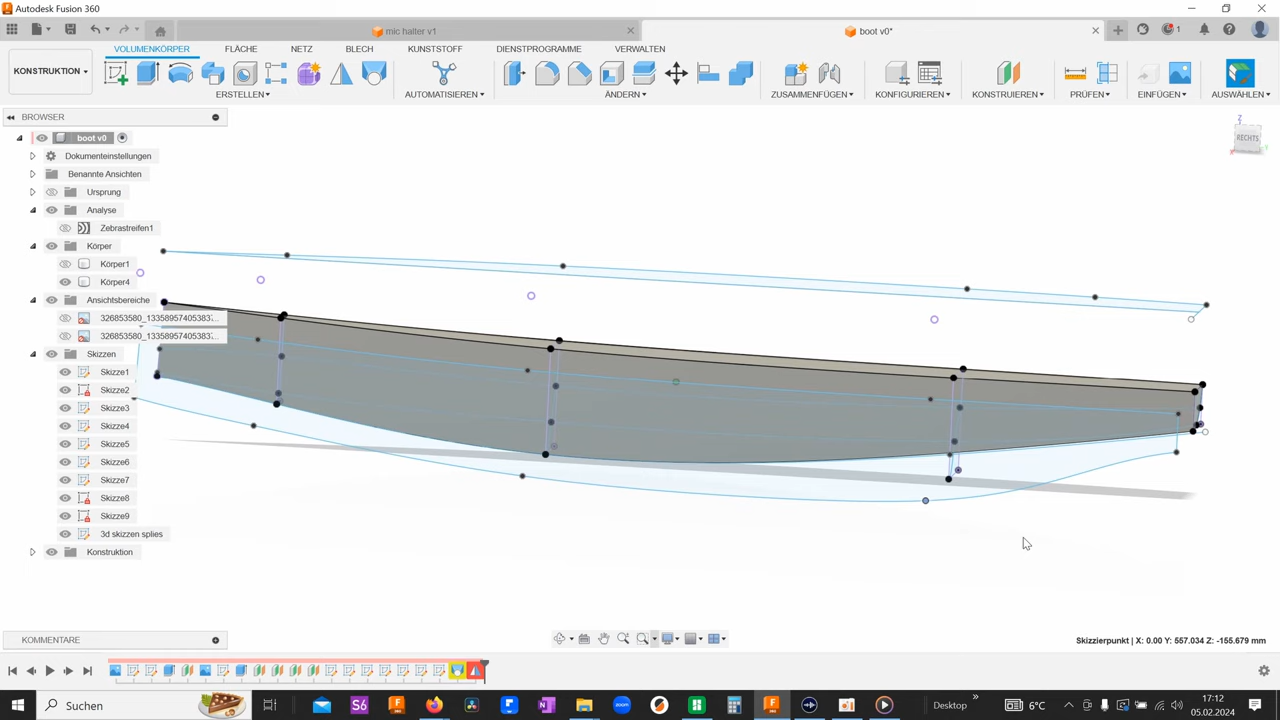 Autodesk Fusion 360
mic halter v1
boot v0*
1
VOLUMENKÖRPER
FLÄCHE
NETZ
BLECH
KUNSTSTOFF
DIENSTPROGRAMME
VERWALTEN
KONSTRUKTION
ERSTELLEN
AUTOMATISIEREN
ÄNDERN
ZUSAMMENFÜGEN
KONFIGURIEREN
KONSTRUIEREN
PRÜFEN
EINFÜGEN
AUSWÄHLEN
BROWSER
boot v0
Dokumenteinstellungen
Benannte Ansichten
Ursprung
Analyse
Zebrastreifen1
Körper
Körper1
Körper4
Ansichtsbereiche
326853580_13358957405383?...
326853580_13358957405383?...
Skizzen
Skizze1
Skizze2
Skizze3
Skizze4
Skizze5
Skizze6
Skizze7
Skizze8
Skizze9
3d skizzen splies
Konstruktion
Z
RECHTS
KOMMENTARE
Skizzierpunkt | X: 0.00 Y: 557.034 Z: -155.679 mm
Suchen
Desktop
6°C
17:12
05.02.2024